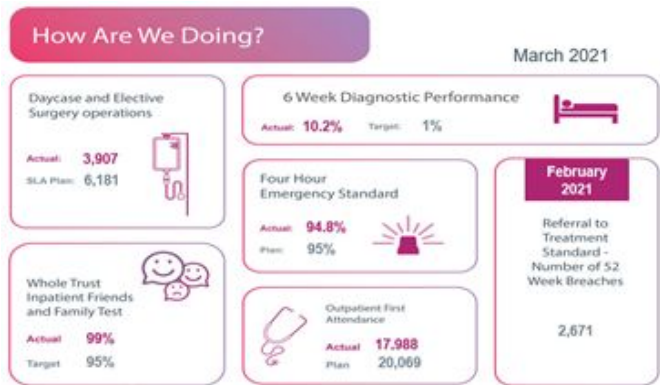 How Are We Doing?
March 2021
Daycase and Elective
Surgery operations
Actual: 3,907
SLA Plan: 6,181
6 Week Diagnostic Performance
Actual: 10.2% Target: 1%
Four Hour
Emergency Standard
Actual: 94.8%
Plan: 95%
February
2021
Referral to
Treatment
Standard -
Number of 52
Week Breaches
2,671
Whole Trust
Inpatient Friends
and Family Test
Actual 99%
Target 95%
Outpatient First
Attendance
Actual 17.988
Plan 20,069